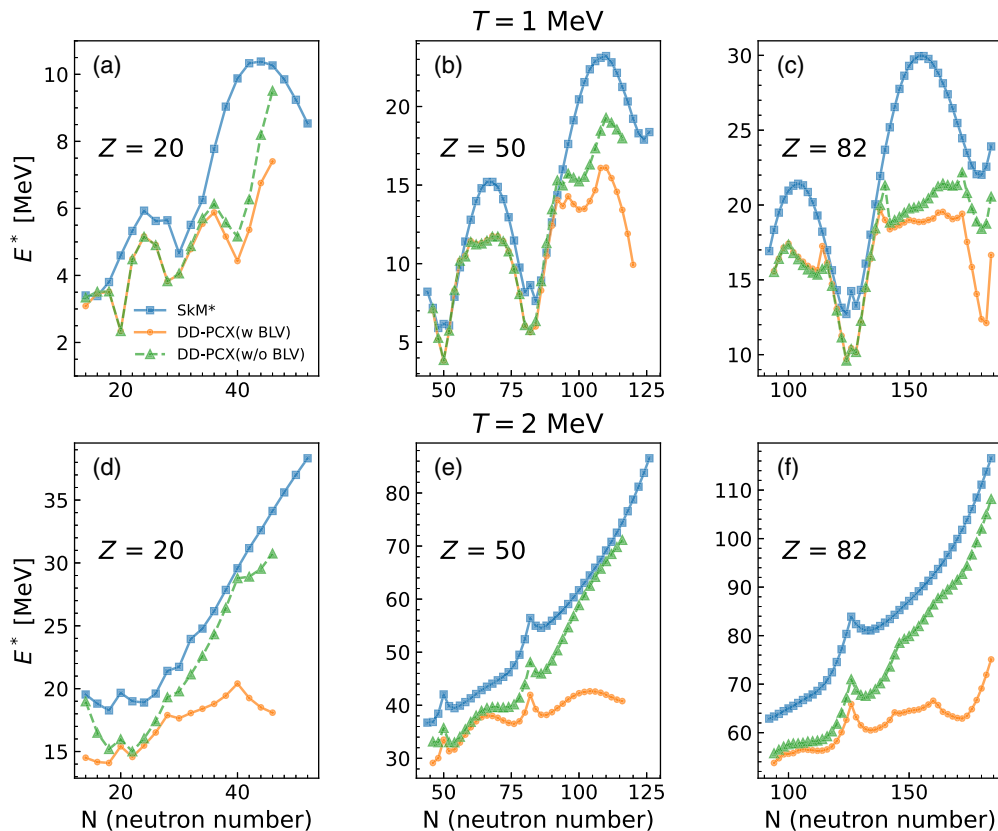 T = 1 MeV
(a)
Z = 20
E* [MeV]
10
8
6
4
2
20
40
SkM*
DD-PCX(w BLV)
DD-PCX(w/o BLV)
(b)
Z = 50
20
15
10
5
50
75
100
125
(c)
Z = 82
30
25
20
15
10
100
150
T = 2 MeV
(d)
Z = 20
E* [MeV]
35
30
25
20
15
20
40
N (neutron number)
(e)
Z = 50
80
70
60
50
40
30
50
75
100
125
N (neutron number)
(f)
Z = 82
110
100
90
80
70
60
100
150
N (neutron number)